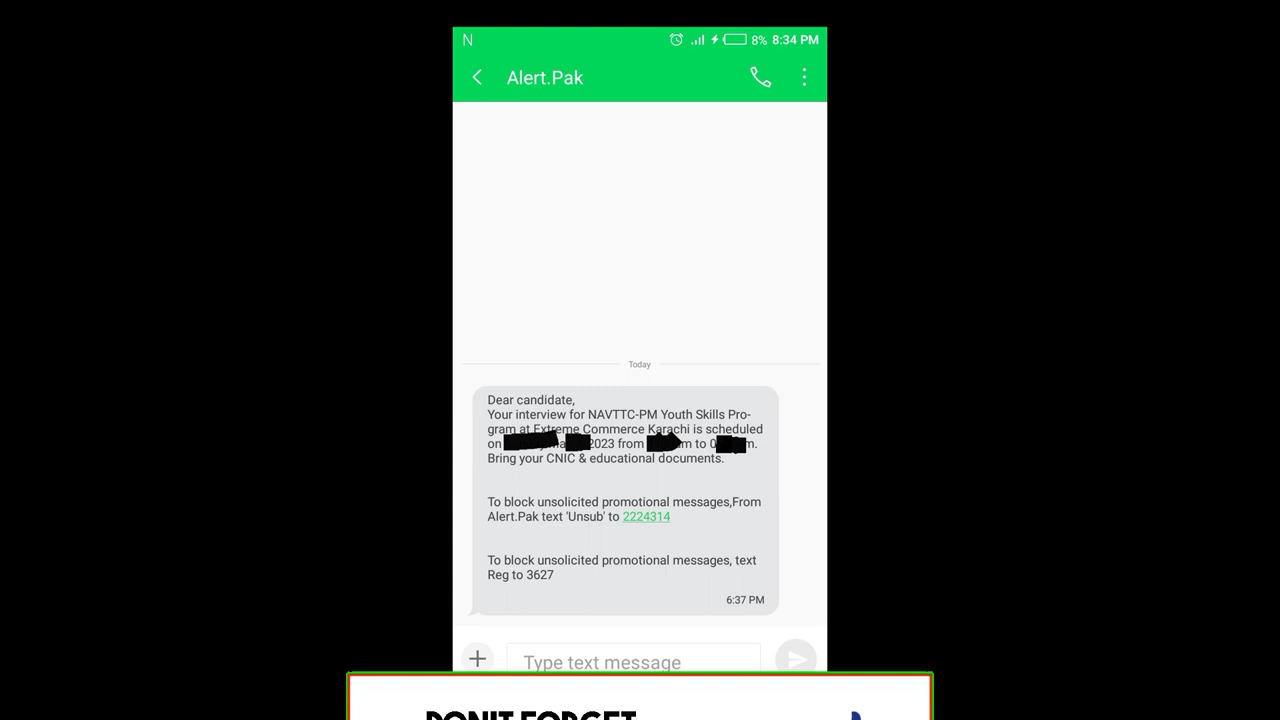 N
8% 8:34 PM
Alert.Pak
Today
Dear candidate,
Your interview for NAVTTC-PM Youth Skills Pro-
gram at Extreme Commerce Karachi is scheduled
on 2023 from to
Bring your CNIC & educational documents.
To block unsolicited promotional messages,From
Alert.Pak text 'Unsub' to 2224314
To block unsolicited promotional messages, text
Reg to 3627
6:37 PM
Type text message
DON'T FORGET